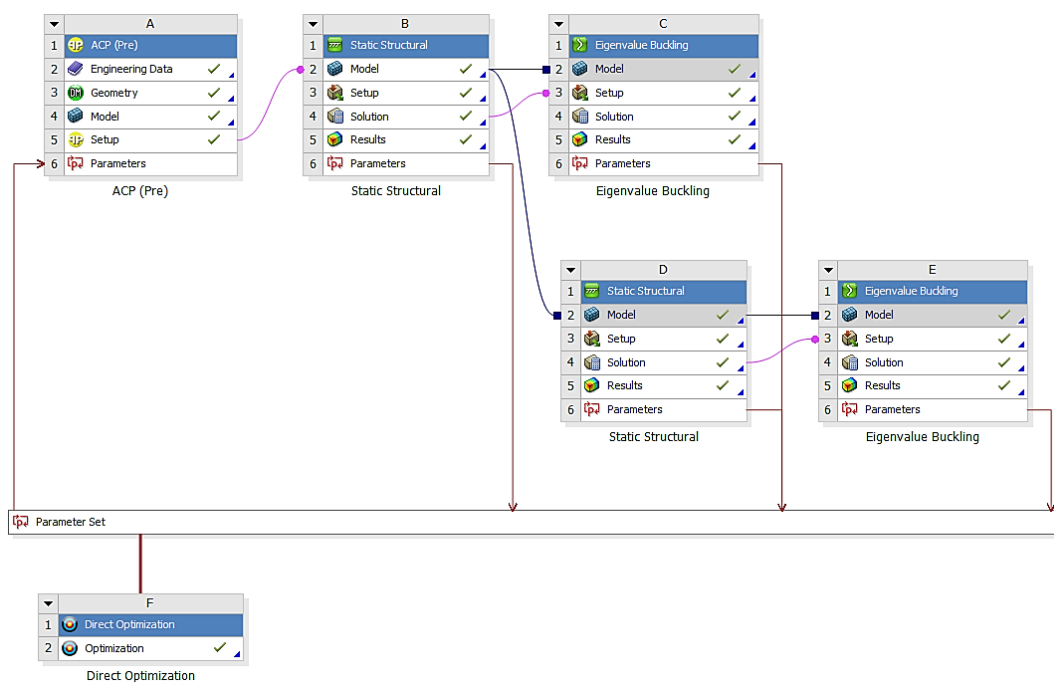 A
1 ACP (Pre)
2 Engineering Data
3 Geometry
4 Model
5 Setup
6 Parameters
ACP (Pre)
B
1 Static Structural
2 Model
3 Setup
4 Solution
5 Results
6 Parameters
Static Structural
C
1 Eigenvalue Buckling
2 Model
3 Setup
4 Solution
5 Results
6 Parameters
Eigenvalue Buckling
D
1 Static Structural
2 Model
3 Setup
4 Solution
5 Results
6 Parameters
Static Structural
E
1 Eigenvalue Buckling
2 Model
3 Setup
4 Solution
5 Results
6 Parameters
Eigenvalue Buckling
Parameter Set
F
1 Direct Optimization
2 Optimization
Direct Optimization